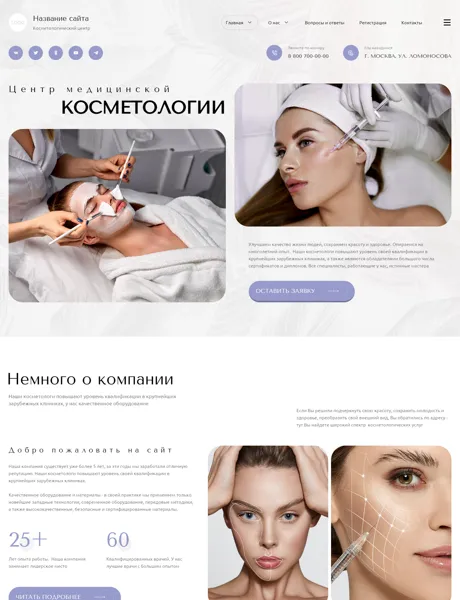 Название сайта
Косметологический центр
Главная
О нас
Вопросы и ответы
Регистрация
Контакты
Звоните по номеру
8 800 700-00-00
Г. МОСКВА, УЛ. ЛОМОНОСОВА
Центр медицинской
КОСМЕТОЛОГИИ
Улучшаем качество жизни людей, сохраняем красоту и здоровье. Опираемся на
многолетний опыт. Наши косметологи повышают уровень своей квалификации в
крупнейших зарубежных клиниках, а также являются обладателями большого числа
сертификатов и дипломов. Все специалисты, работающие у нас, истинные мастера
ОСТАВИТЬ ЗАЯВКУ
Немного о компании
Наши косметологи повышают уровень квалификации в крупнейших
зарубежных клиниках, у нас качественное оборудование
Если Вы решили подчеркнуть свою красоту, сохранить молодость и
здоровье, преобразить свой внешний вид, Вы обратились по адресу -
тут Вы найдете широкий спектр косметологических услуг
Добро пожаловать на сайт
Наша компания существует уже более 5 лет, за эти годы мы заработали отличную
репутацию. Наши косметологи повышают уровень своей квалификации в
крупнейших зарубежных клиниках.
Качественное оборудование и материалы - в своей практике мы применяем только
новейшие западные технологии, современное оборудование, передовые методики,
а также высококачественные, безопасные и сертифицированные материалы.
25+
60
Лет опыта работы. Наша компания
занимает лидерские места
Квалифицированных врачей. У нас
лучшие врачи с большим опытом
ЧИТАТЬ ПОДРОБНЕЕ